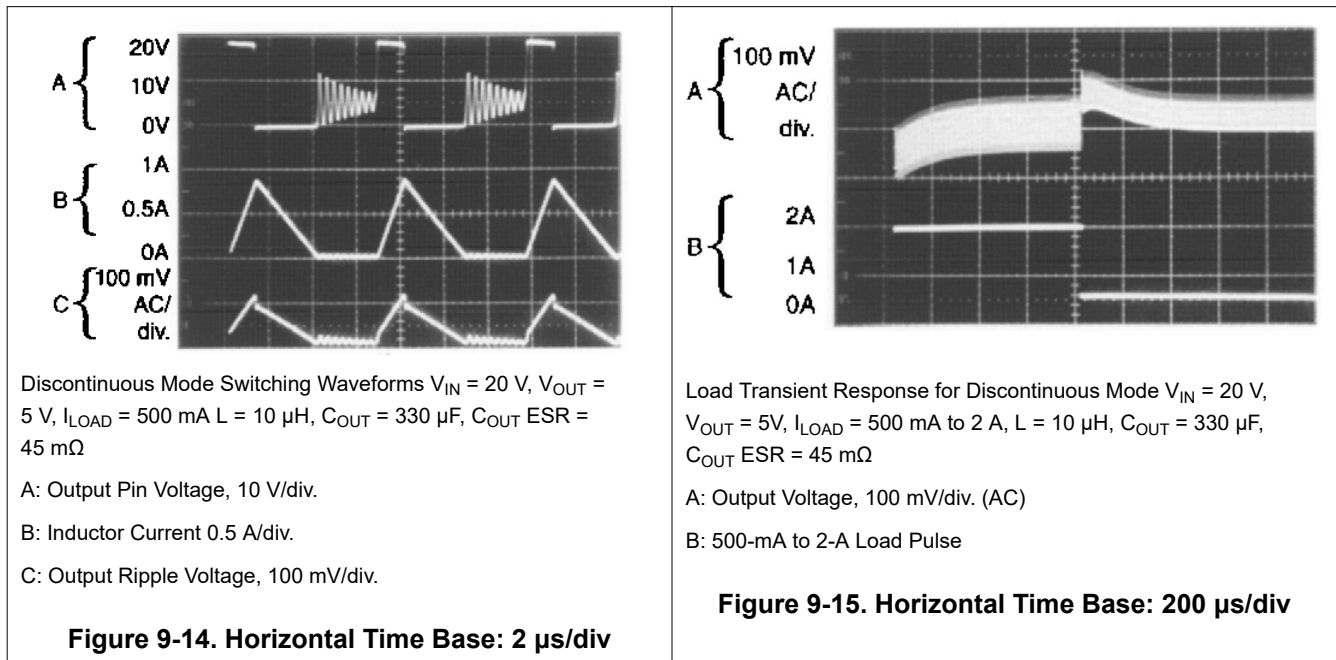 A { 20V
10V
0V
B { 1A
0.5A
0A
C { 100 mV
AC/
div.
Discontinuous Mode Switching Waveforms V_IN = 20 V, V_OUT =
5 V, I_LOAD = 500 mA L = 10 µH, C_OUT = 330 µF, C_OUT ESR =
45 mΩ
A: Output Pin Voltage, 10 V/div.
B: Inductor Current 0.5 A/div.
C: Output Ripple Voltage, 100 mV/div.
Figure 9-14. Horizontal Time Base: 2 µs/div
A { 100 mV
AC/
div.
B { 2A
1A
0A
Load Transient Response for Discontinuous Mode V_IN = 20 V,
V_OUT = 5V, I_LOAD = 500 mA to 2 A, L = 10 µH, C_OUT = 330 µF,
C_OUT ESR = 45 mΩ
A: Output Voltage, 100 mV/div. (AC)
B: 500-mA to 2-A Load Pulse
Figure 9-15. Horizontal Time Base: 200 µs/div